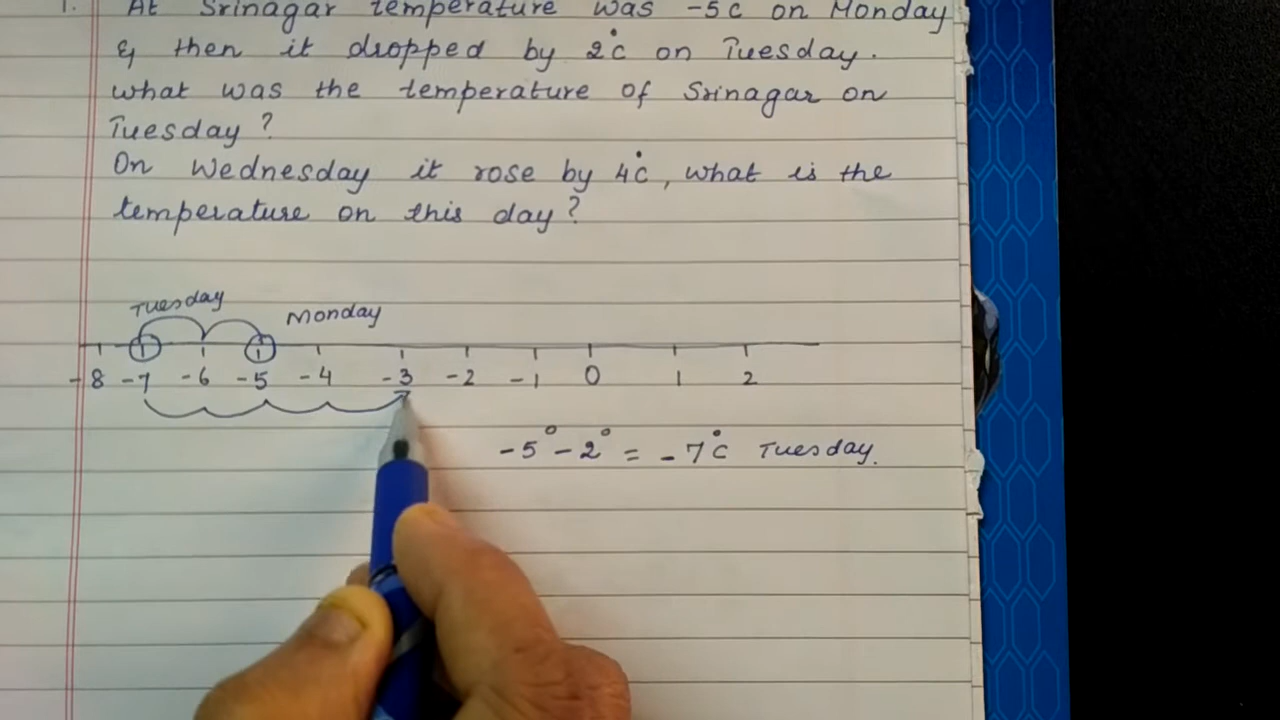 1. At Srinagar temperature was -5c on Monday
& then it dropped by 2°c on Tuesday.
what was the temperature of Srinagar on
Tuesday?
On Wednesday it rose by 4°c, what is the
temperature on this day?
Tuesday Monday
-8 -7 -6 -5 -4 -3 -2 -1 0 1 2
-5° -2° = -7°c Tuesday.